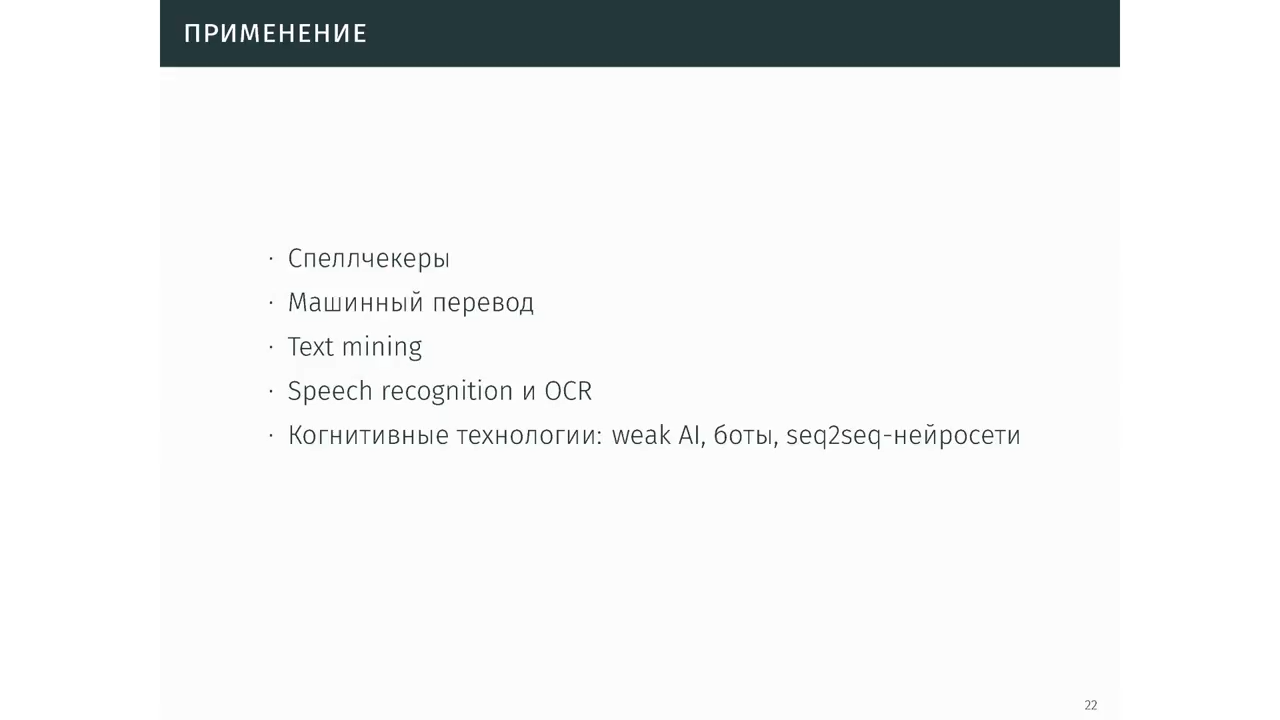 ПРИМЕНЕНИЕ
· Спеллчекеры
· Машинный перевод
· Text mining
· Speech recognition и OCR
· Когнитивные технологии: weak AI, боты, seq2seq-нейросети
22